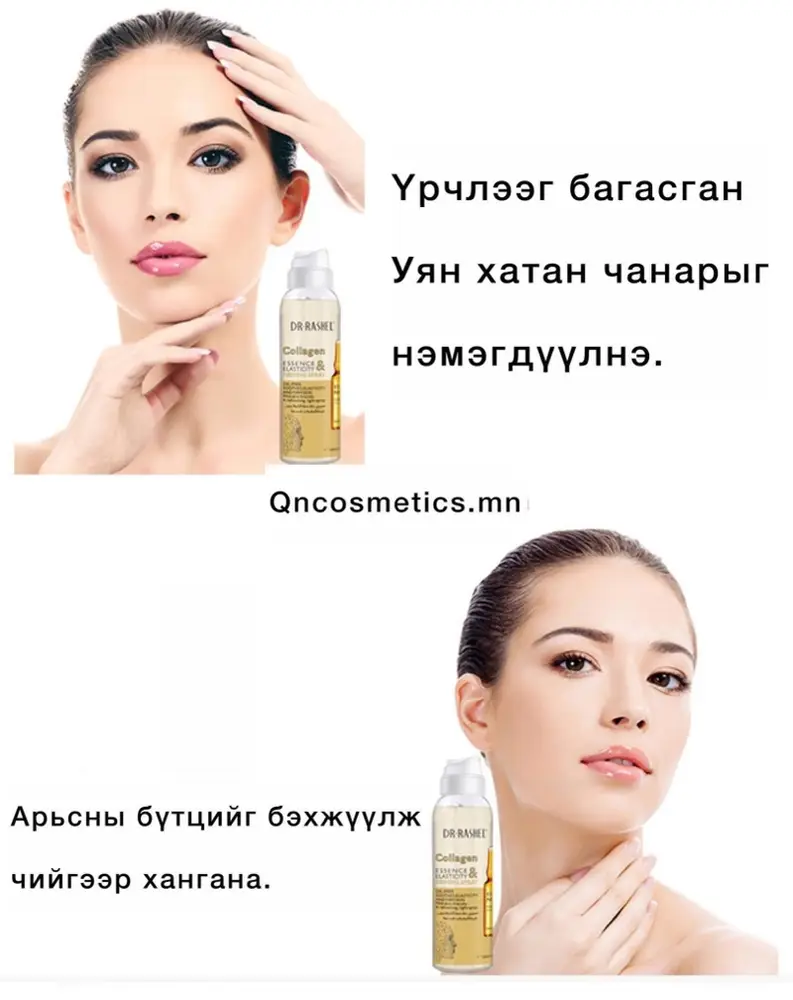 Үрчлээг багасган
Уян хатан чанарыг
нэмэгдүүлнэ.
DR·RASHEL
Collagen
ESSENCE &
ELASTICITY
Qncosmetics.mn
Арьсны бүтцийг бэхжүүлж
чийгээр хангана.
DR·RASHEL
Collagen
ESSENCE &
ELASTICITY